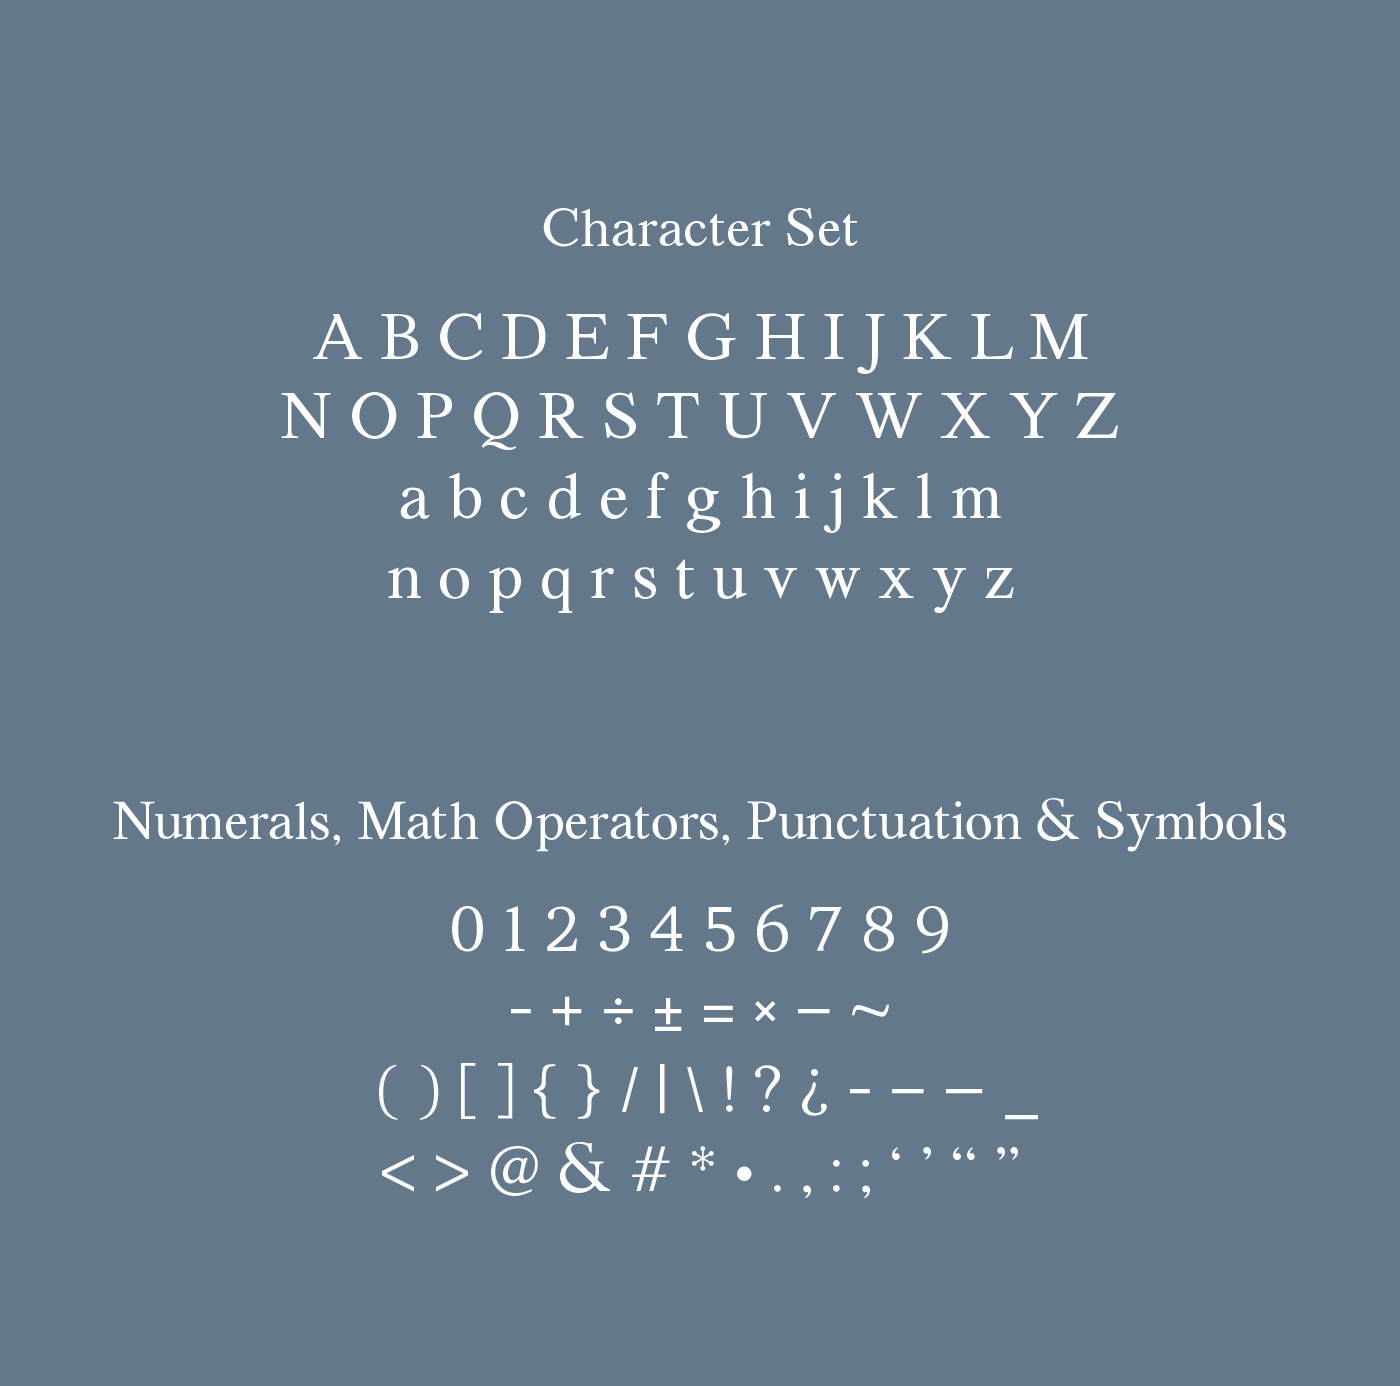 Character Set
A B C D E F G H I J K L M
N O P Q R S T U V W X Y Z
a b c d e f g h i j k l m
n o p q r s t u v w x y z
Numerals, Math Operators, Punctuation & Symbols
0 1 2 3 4 5 6 7 8 9
- + ÷ ± = × − ~
( ) [ ] { } / | \ ! ? ¿ - – — _
< > @ & # * • . , : ; ‘ ’ “ ”